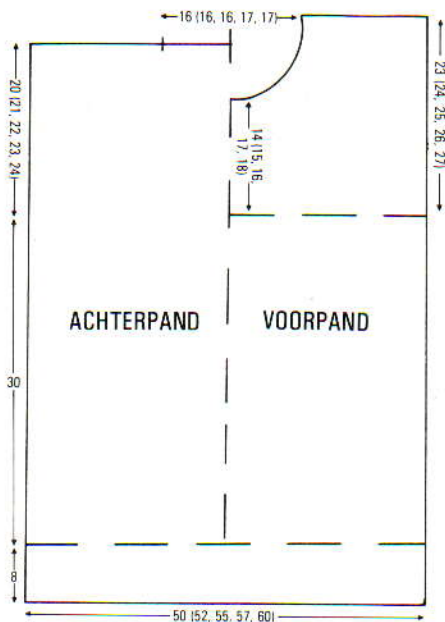 16 (16, 16, 17, 17)
20 (21, 22, 23, 24)
23 (24, 25, 26, 27)
14 (15, 16,
17, 18)
ACHTERPAND VOORPAND
30
8
50 (52, 55, 57, 60)